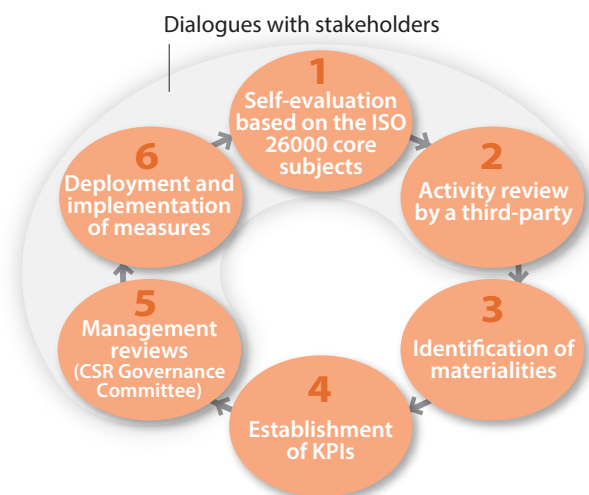 Dialogues with stakeholders
1
Self-evaluation
based on the ISO
26000 core
subjects
2
Activity review
by a third-party
3
Identification of
materialities
4
Establishment
of KPIs
5
Management
reviews
(CSR Governance
Committee)
6
Deployment and
implementation
of measures